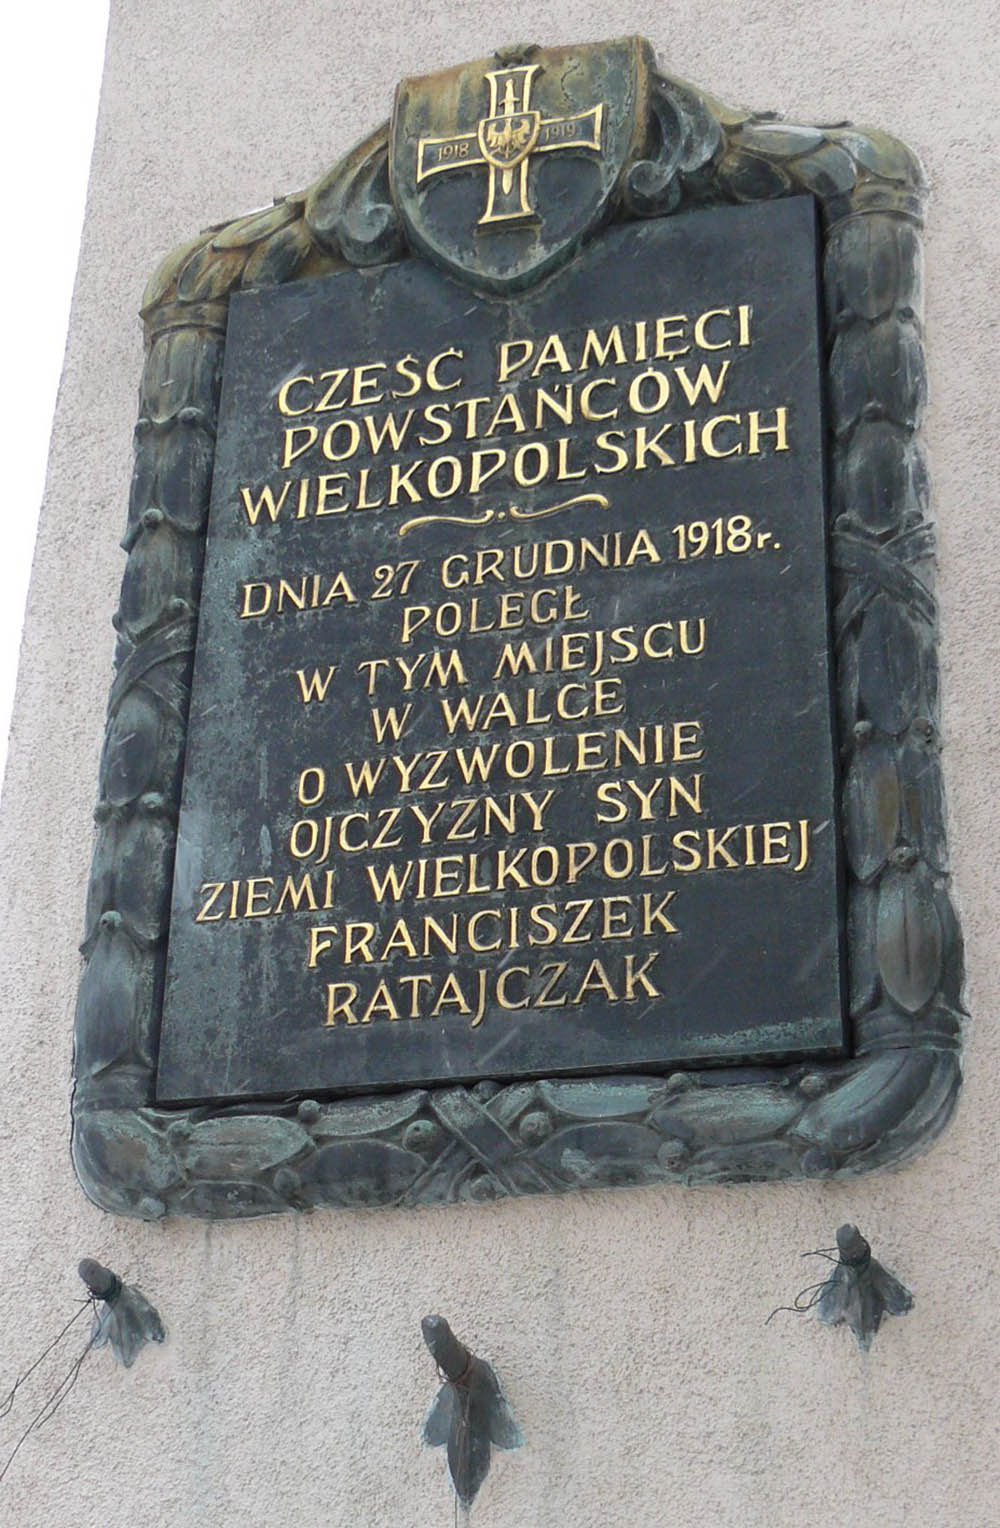 1918 1919
CZEŚĆ PAMIĘCI
POWSTAŃCÓW
WIELKOPOLSKICH
DNIA 27 GRUDNIA 1918r.
POLEGŁ
W TYM MIEJSCU
W WALCE
O WYZWOLENIE
OJCZYZNY SYN
ZIEMI WIELKOPOLSKIEJ
FRANCISZEK
RATAJCZAK